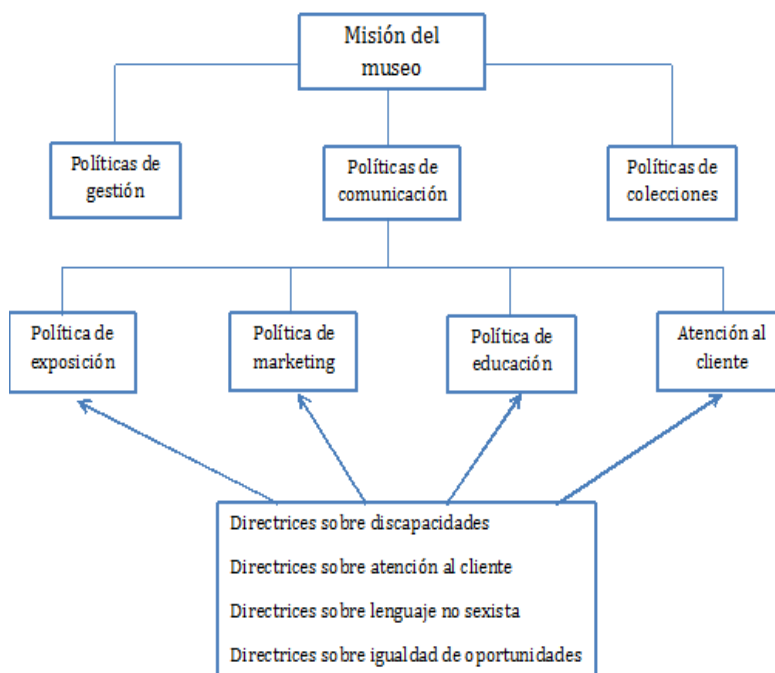 Misión del
museo
Políticas de
gestión
Políticas de
comunicación
Políticas de
colecciones
Política de
exposición
Política de
marketing
Política de
educación
Atención al
cliente
Directrices sobre discapacidades
Directrices sobre atención al cliente
Directrices sobre lenguaje no sexista
Directrices sobre igualdad de oportunidades